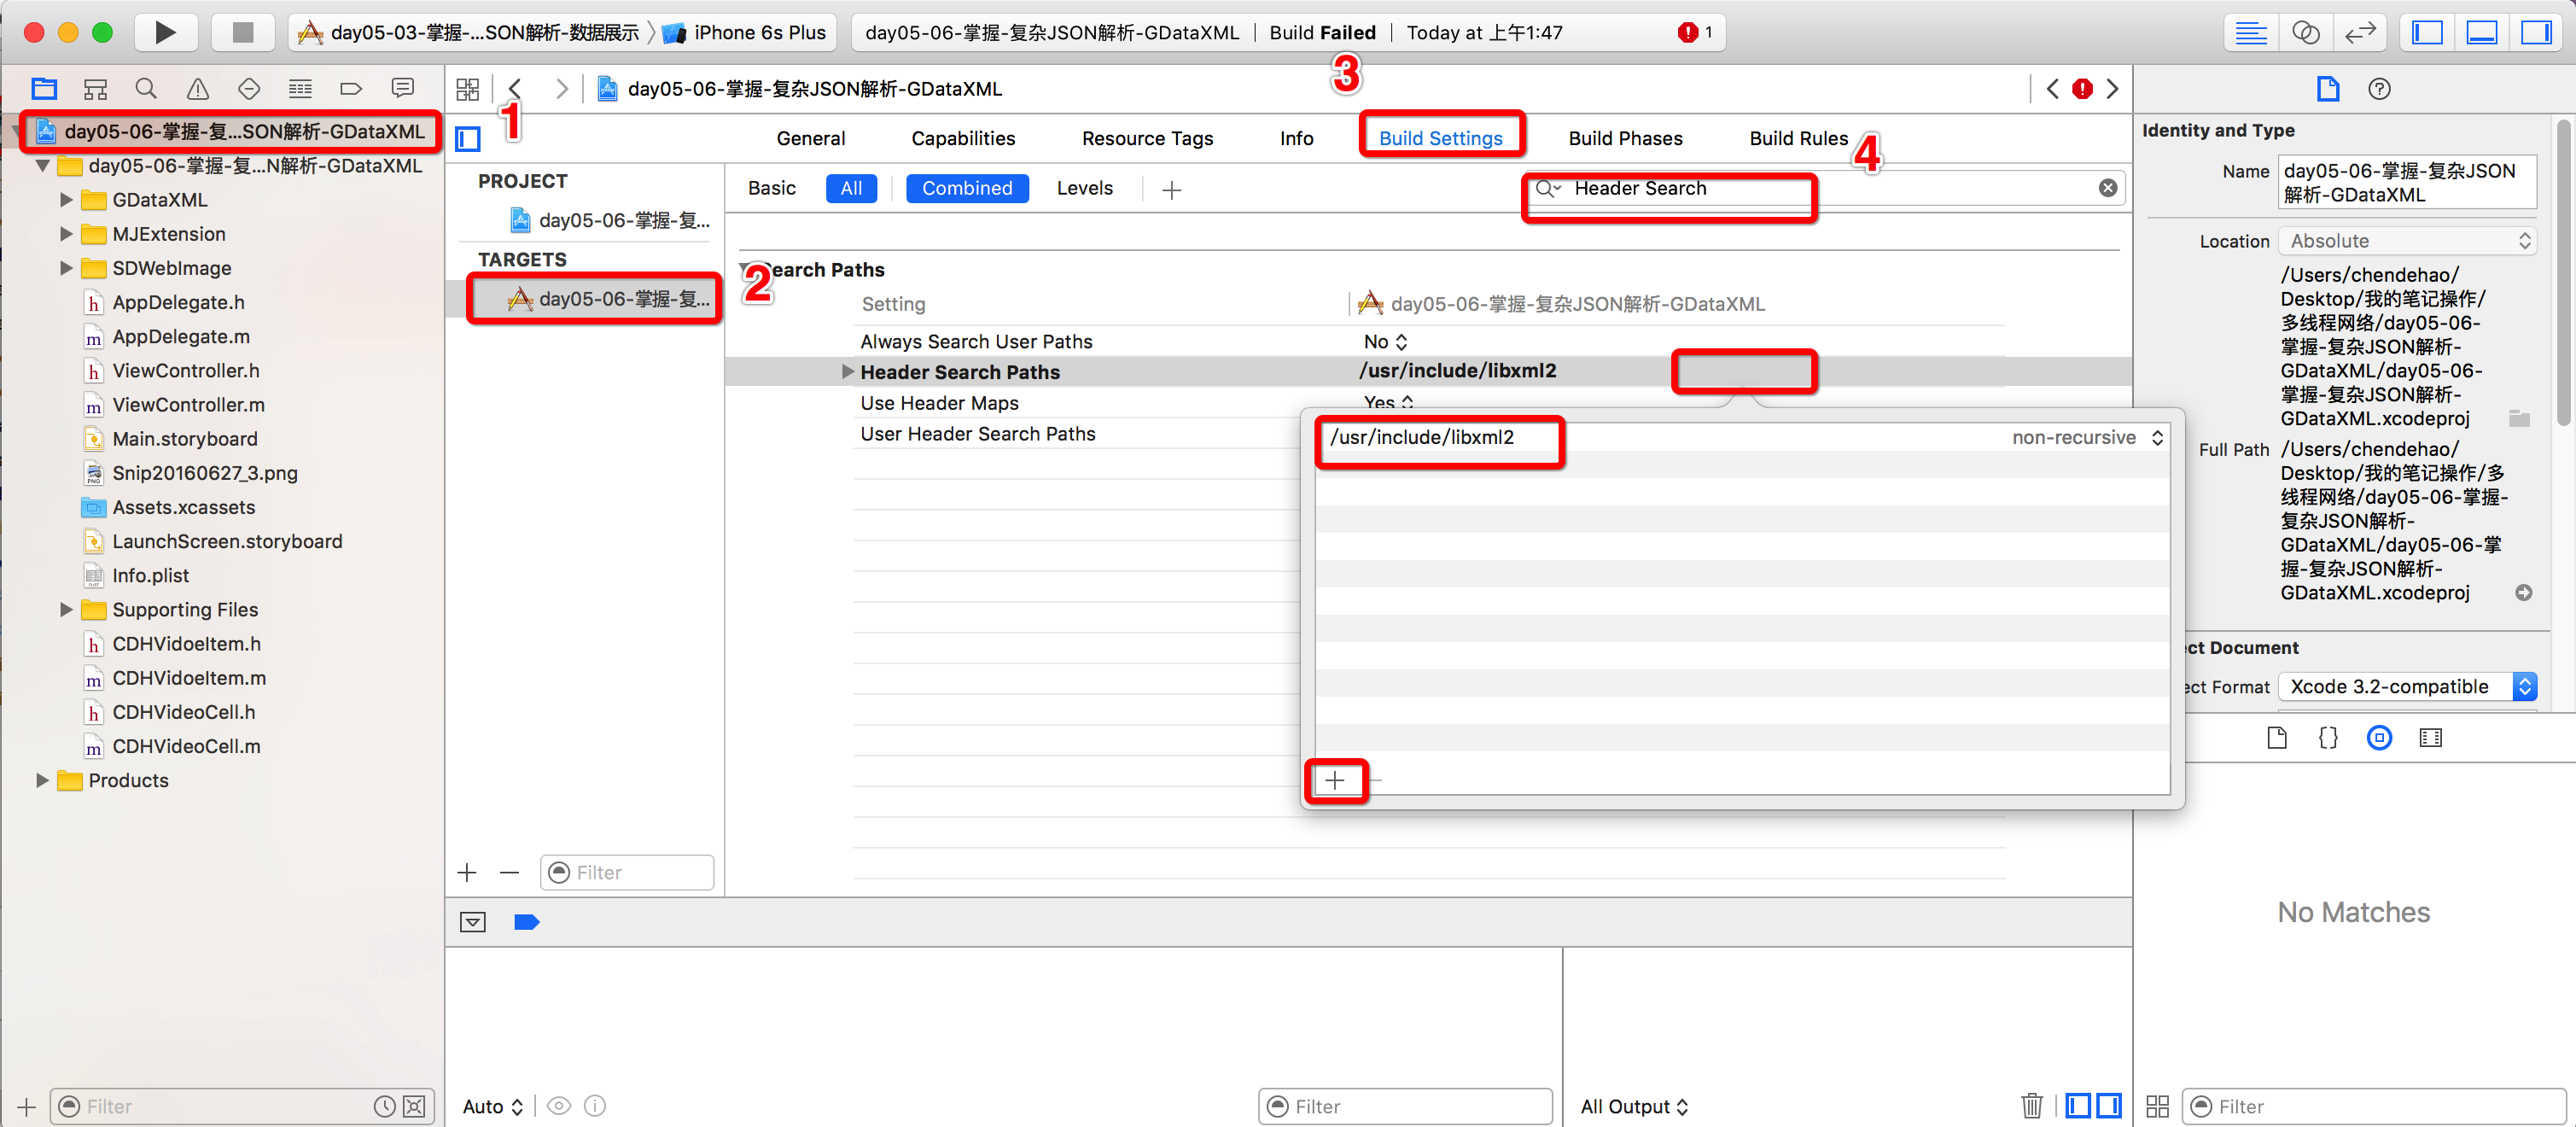 day05-03-掌握-...SON解析-数据展示 iPhone 6s Plus
day05-06-掌握-复杂JSON解析-GDataXML | Build Failed | Today at 上午1:47
1
day05-06-掌握-复杂JSON解析-GDataXML
3
day05-06-掌握-复...SON解析-GDataXML
1
day05-06-掌握-复...N解析-GDataXML
GDataXML
MJExtension
SDWebImage
AppDelegate.h
AppDelegate.m
ViewController.h
ViewController.m
Main.storyboard
Snip20160627_3.png
Assets.xcassets
LaunchScreen.storyboard
Info.plist
Supporting Files
CDHVidoeItem.h
CDHVidoeItem.m
CDHVideoCell.h
CDHVideoCell.m
Products
Filter
General Capabilities Resource Tags Info Build Settings Build Phases Build Rules
4
PROJECT
day05-06-掌握-复...
TARGETS
day05-06-掌握-复...
2
Filter
Basic All Combined Levels
Header Search
Search Paths
Setting day05-06-掌握-复杂JSON解析-GDataXML
Always Search User Paths No
Header Search Paths /usr/include/libxml2
Use Header Maps Yes
User Header Search Paths
/usr/include/libxml2 non-recursive
Auto
Filter
All Output
Identity and Type
Name day05-06-掌握-复杂JSON
解析-GDataXML
Location Absolute
/Users/chendehao/
Desktop/我的笔记操作/
多线程网络/day05-06-
掌握-复杂JSON解析-
GDataXML/day05-06-
掌握-复杂JSON解析-
GDataXML.xcodeproj
Full Path /Users/chendehao/
Desktop/我的笔记操作/多
线程网络/day05-06-掌握-
复杂JSON解析-
GDataXML/day05-06-掌
握-复杂JSON解析-
GDataXML.xcodeproj
ect Document
ect Format Xcode 3.2-compatible
No Matches
Filter